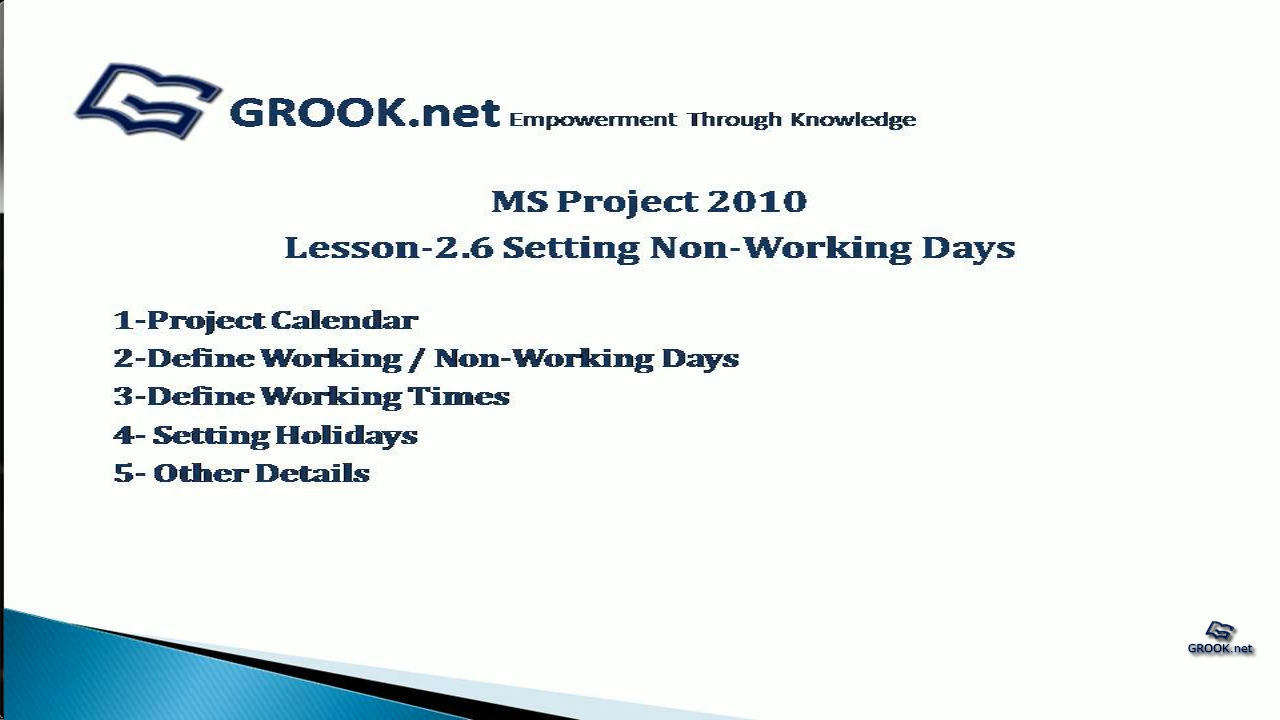 GROOK.net Empowerment Through Knowledge
MS Project 2010
Lesson-2.6 Setting Non-Working Days
1-Project Calendar
2-Define Working / Non-Working Days
3-Define Working Times
4- Setting Holidays
5- Other Details
GROOK.net